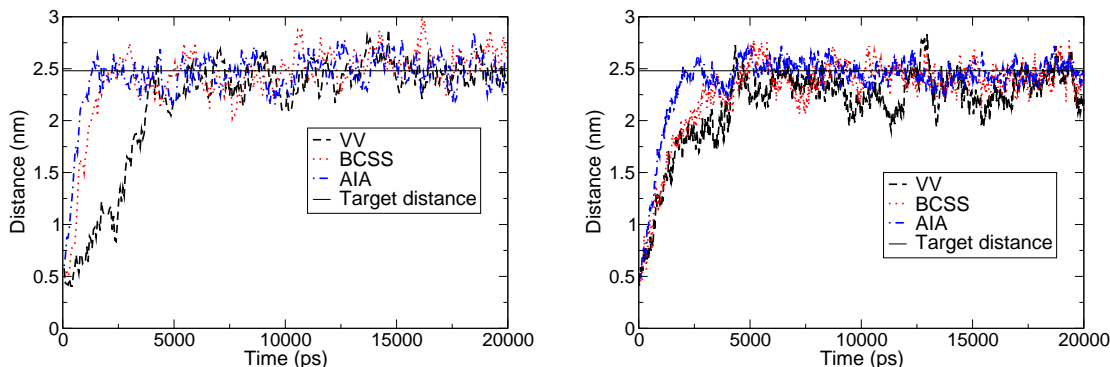 3
2.5
2
1.5
1
0.5
0
Distance (nm)
0 5000 10000 15000 20000
Time (ps)
VV
BCSS
AIA
Target distance
3
2.5
2
1.5
1
0.5
0
Distance (nm)
0 5000 10000 15000 20000
Time (ps)
VV
BCSS
AIA
Target distance